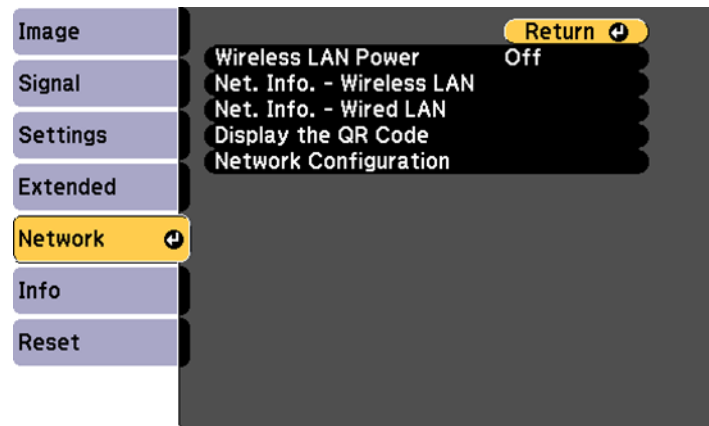 Image
Signal
Settings
Extended
Network
Info
Reset
Return
Wireless LAN Power Off
Net. Info. - Wireless LAN
Net. Info. - Wired LAN
Display the QR Code
Network Configuration